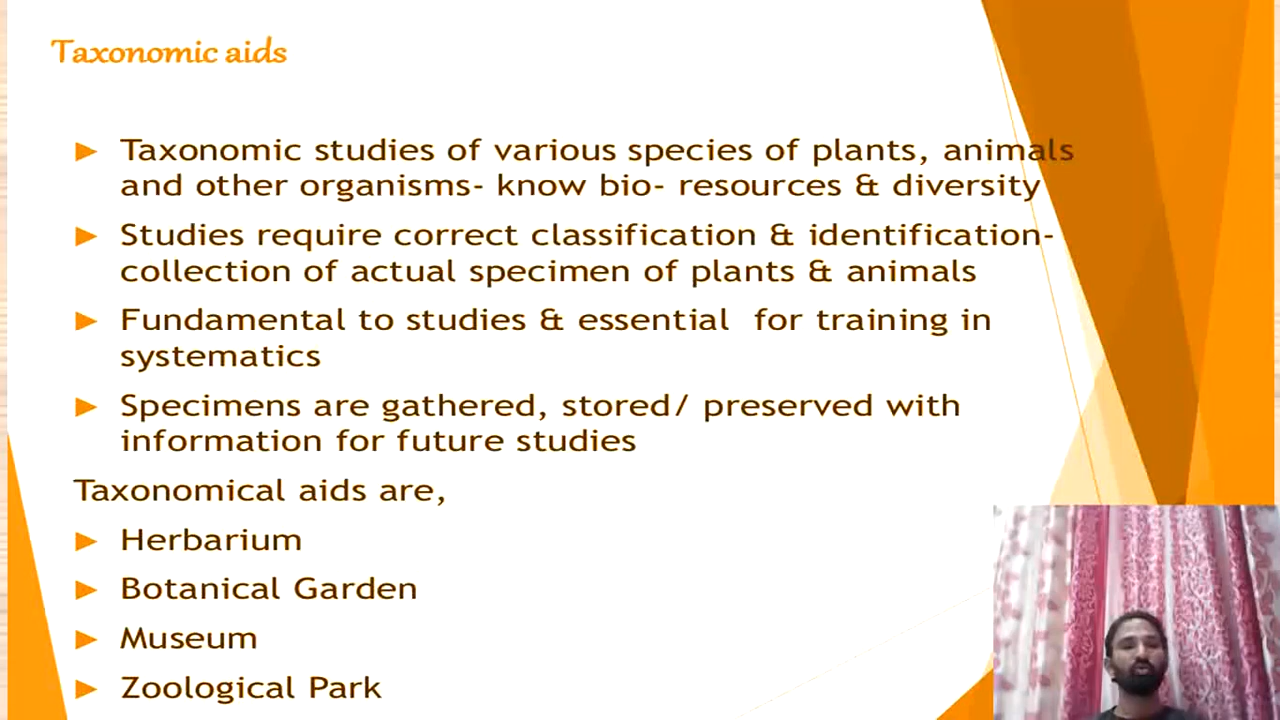 Taxonomic aids
Taxonomic studies of various species of plants, animals
and other organisms- know bio- resources & diversity
Studies require correct classification & identification-
collection of actual specimen of plants & animals
Fundamental to studies & essential  for training in
systematics
Specimens are gathered, stored/ preserved with
information for future studies
Taxonomical aids are,
Herbarium
Botanical Garden
Museum
Zoological Park